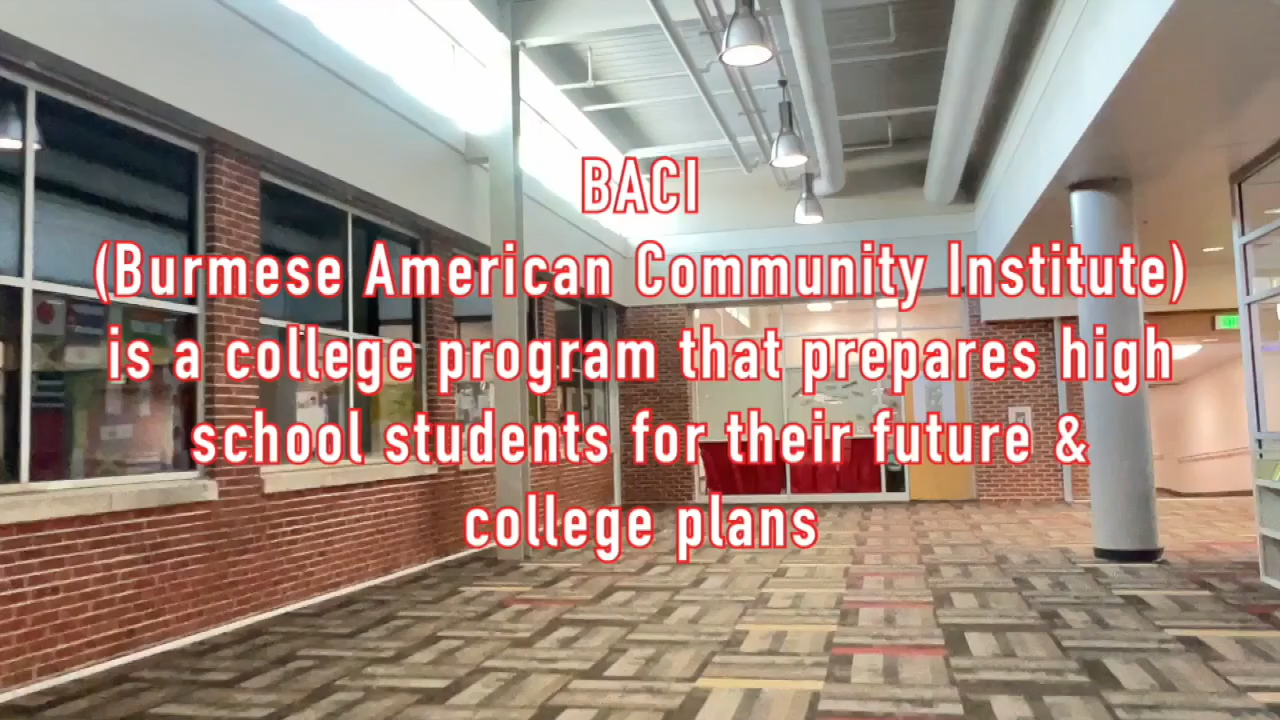 BACI
(Burmese American Community Institute)
is a college program that prepares high
school students for their future &
college plans